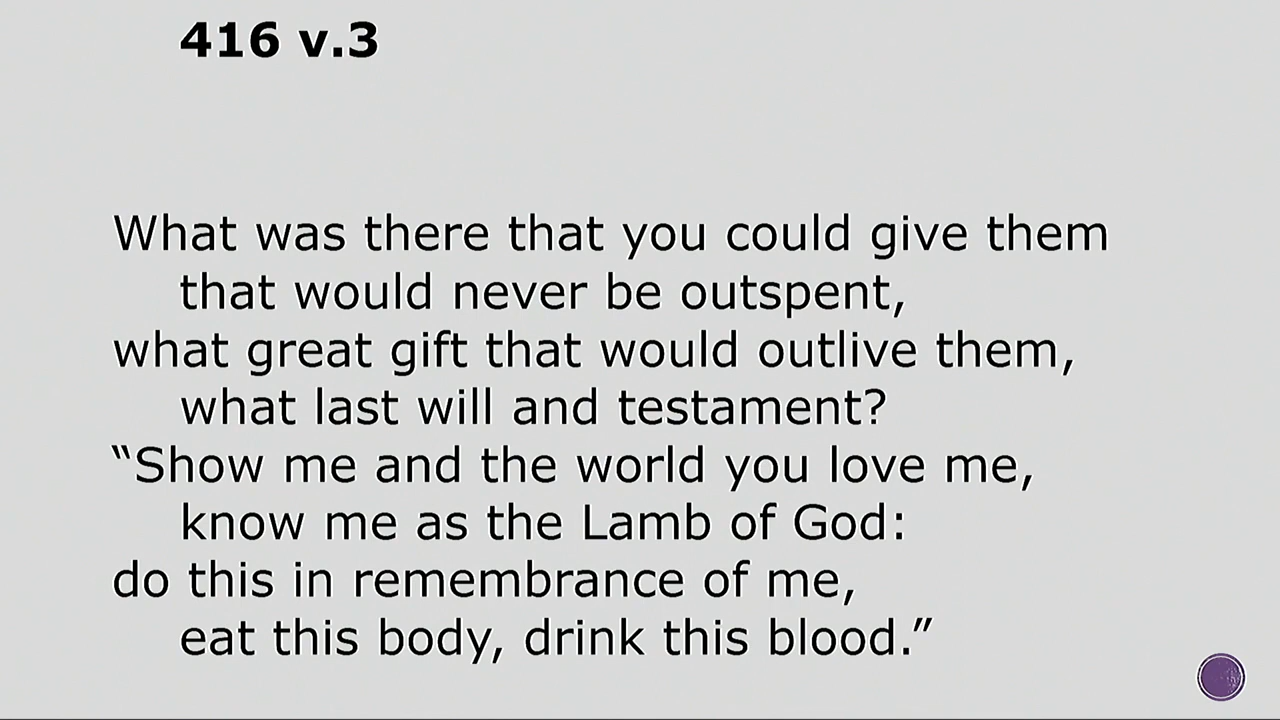 416 v.3
What was there that you could give them
that would never be outspent,
what great gift that would outlive them,
what last will and testament?
“Show me and the world you love me,
know me as the Lamb of God:
do this in remembrance of me,
eat this body, drink this blood.”